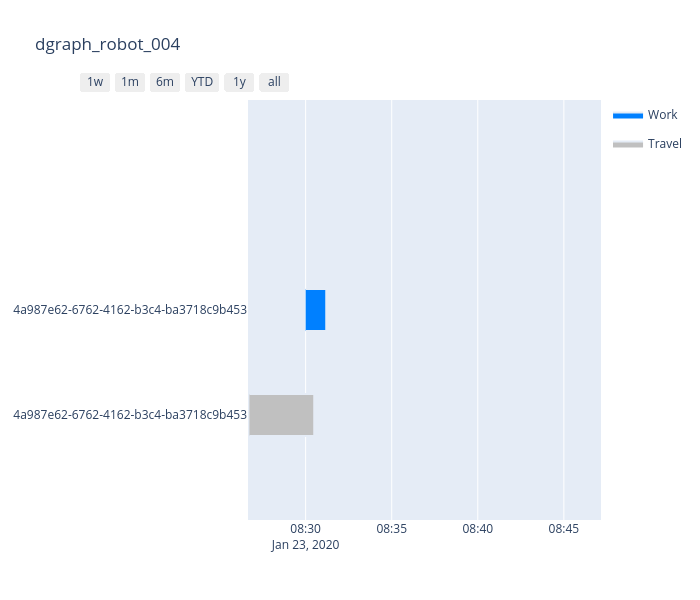 dgraph_robot_004
1w 1m 6m YTD 1y all
Work
Travel
4a987e62-6762-4162-b3c4-ba3718c9b453
4a987e62-6762-4162-b3c4-ba3718c9b453
08:30 08:35 08:40 08:45
Jan 23, 2020